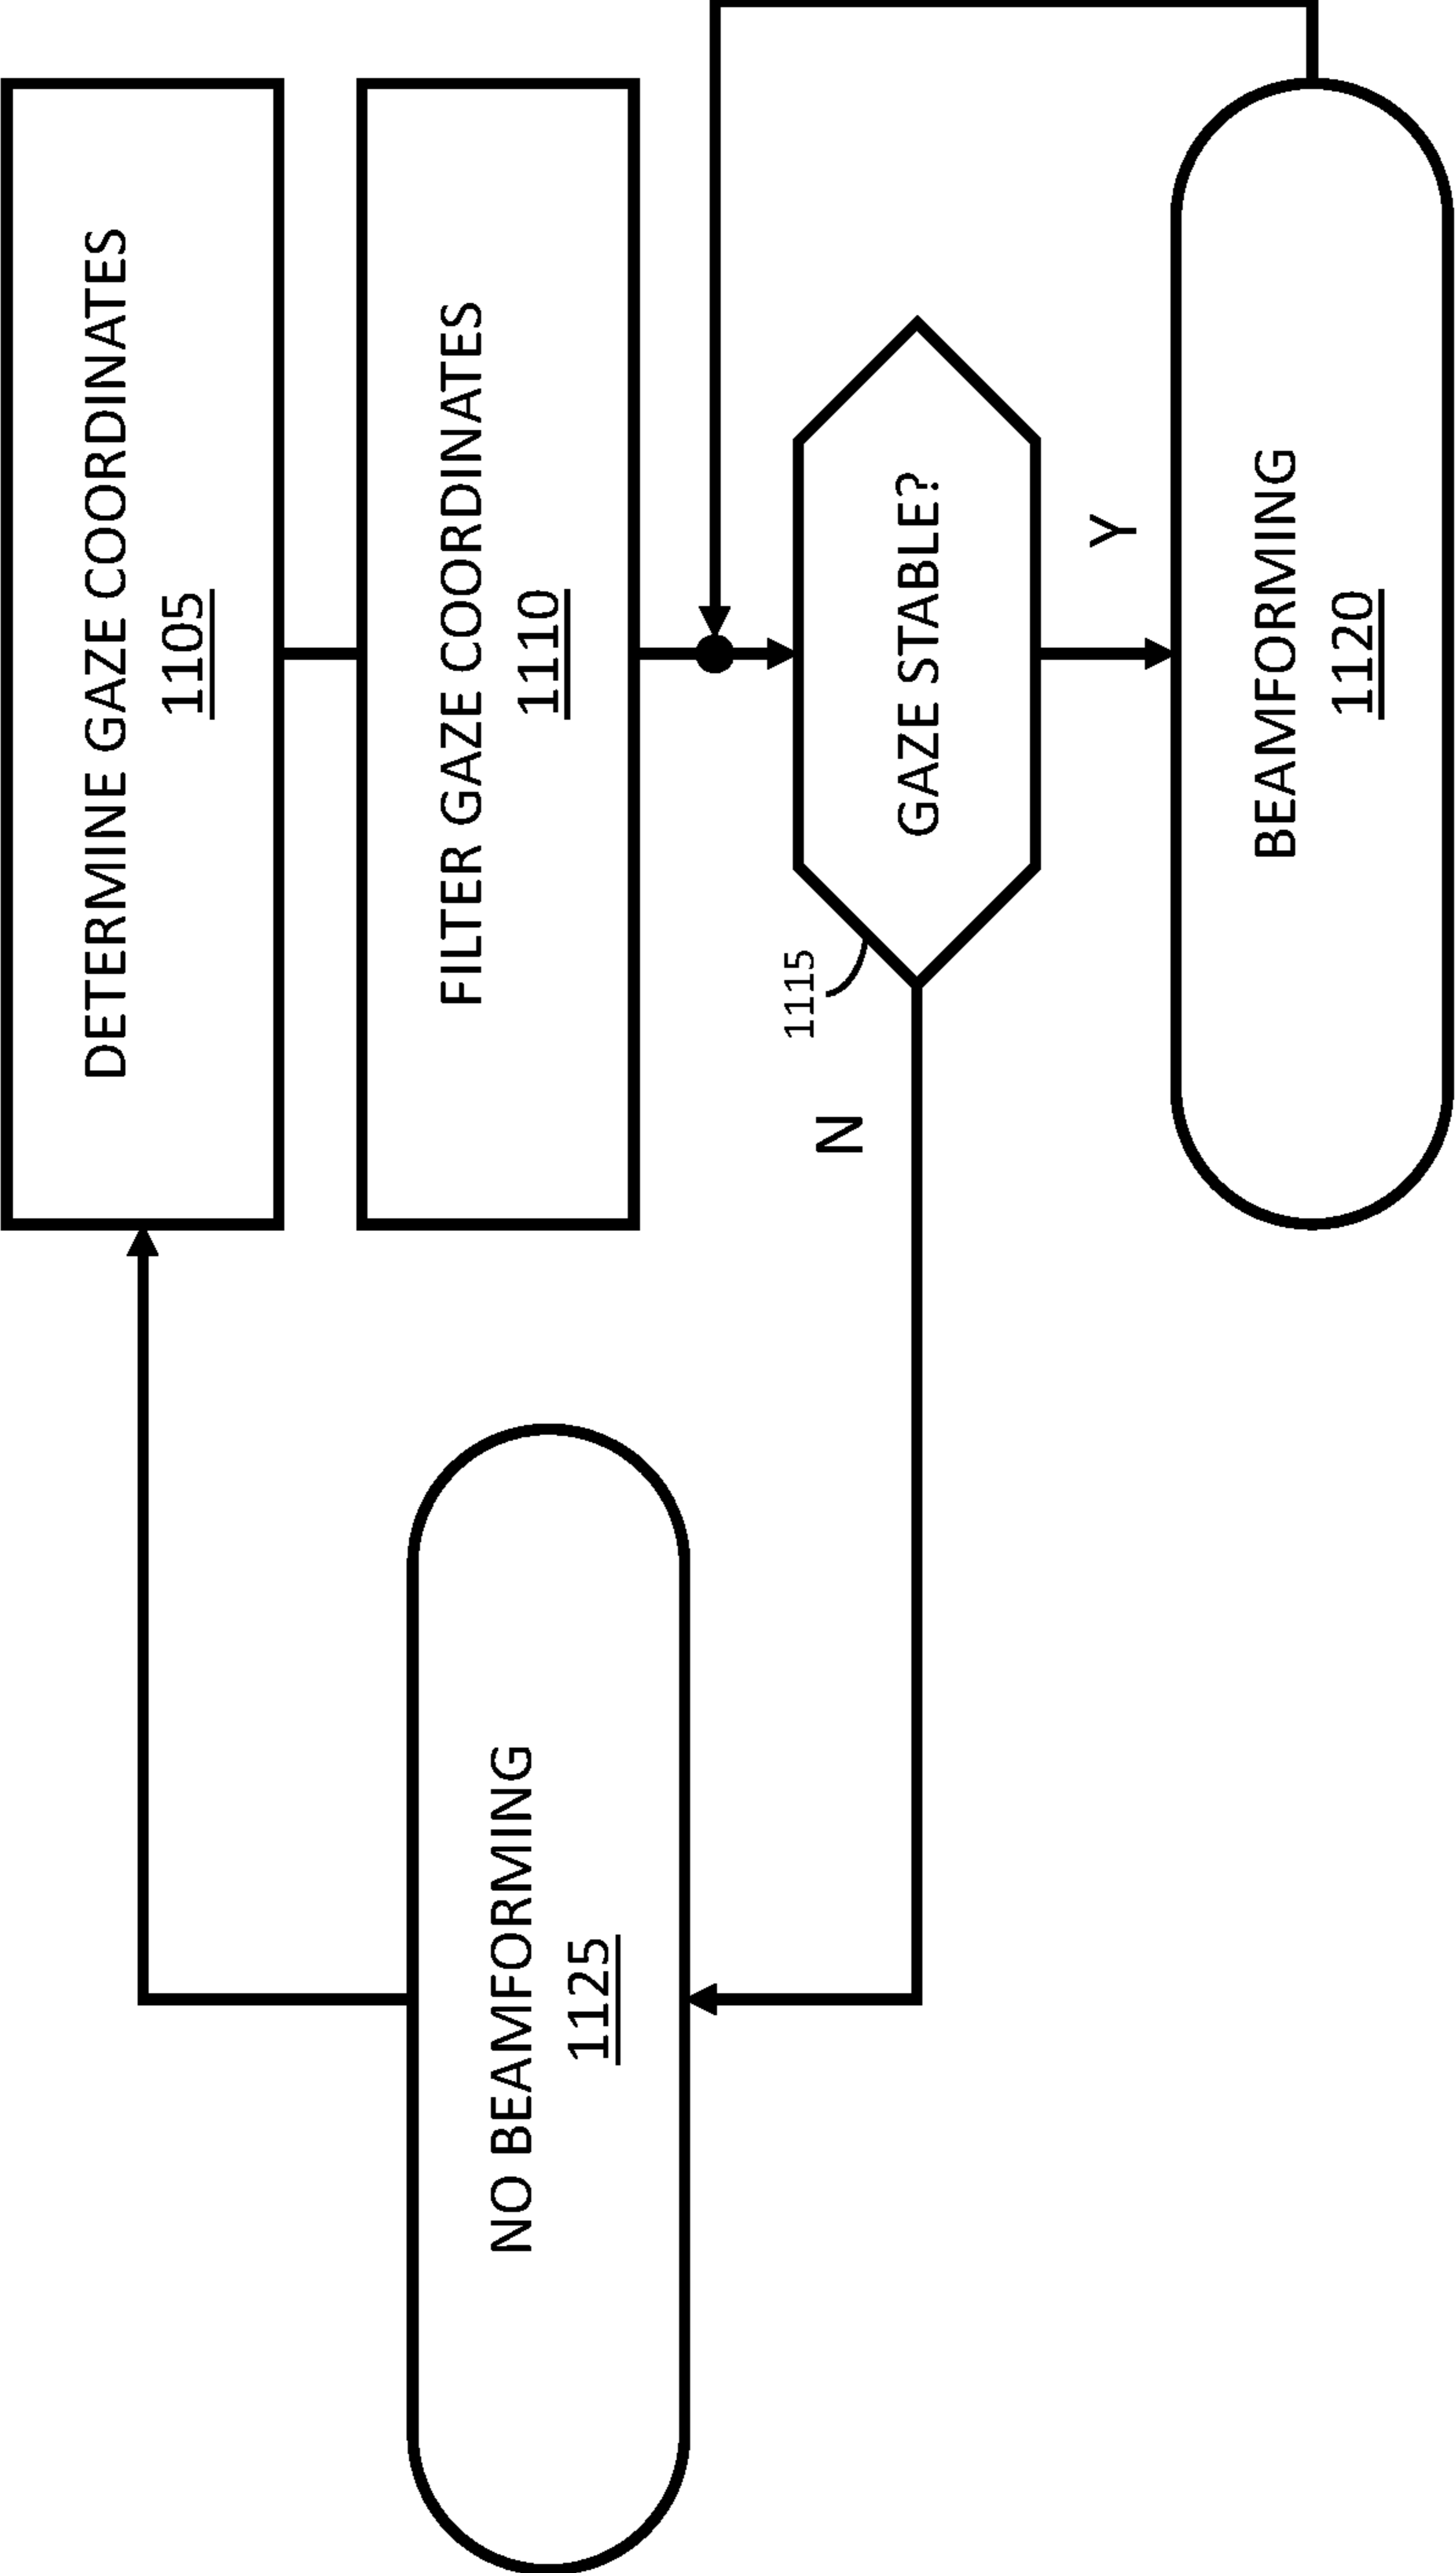 DETERMINE GAZE COORDINATES
1105
FILTER GAZE COORDINATES
1110
NO BEAMFORMING
1125
N
1115
GAZE STABLE?
Y
BEAMFORMING
1120